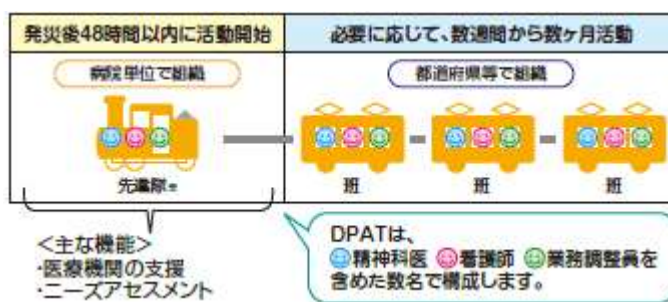 発災後48時間以内に活動開始
必要に応じて、数週間から数ヶ月活動
病院単位で組織
都道府県等で組織
先遣隊
班
班
班
<主な機能>
・医療機関の支援
・ニーズアセスメント
DPATは、
精神科医 看護師 業務調整員を
含めた数名で構成します。